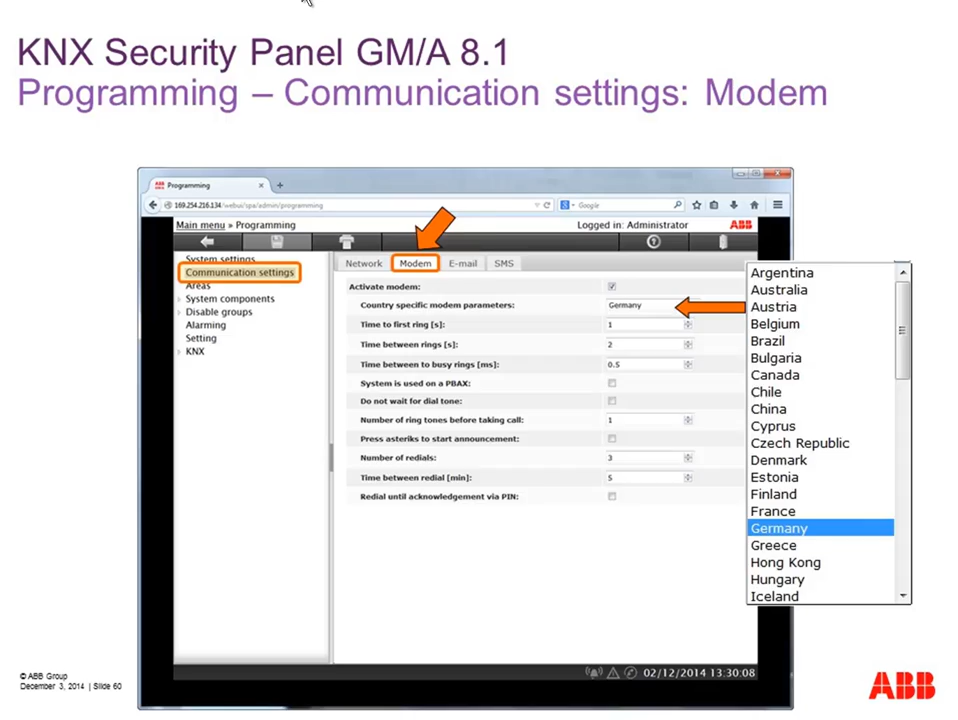 KNX Security Panel GM/A 8.1
Programming – Communication settings: Modem
Programming
169.254.216.134/webui/spa/admin/programming
Google
Main menu » Programming
Logged in: Administrator
ABB
System settings
Communication settings
Areas
System components
Disable groups
Alarming
Setting
KNX
Network Modem E-mail SMS
Activate modem:
Country specific modem parameters: Germany
Time to first ring [s]: 1
Time between rings [s]: 2
Time between to busy rings [ms]: 0.5
System is used on a PBAX:
Do not wait for dial tone:
Number of ring tones before taking call: 1
Press asteriks to start announcement:
Number of redials: 3
Time between redial [min]: 5
Redial until acknowledgement via PIN:
Argentina
Australia
Austria
Belgium
Brazil
Bulgaria
Canada
Chile
China
Cyprus
Czech Republic
Denmark
Estonia
Finland
France
Germany
Greece
Hong Kong
Hungary
Iceland
02/12/2014 13:30:08
© ABB Group
December 3, 2014 | Slide 60
ABB